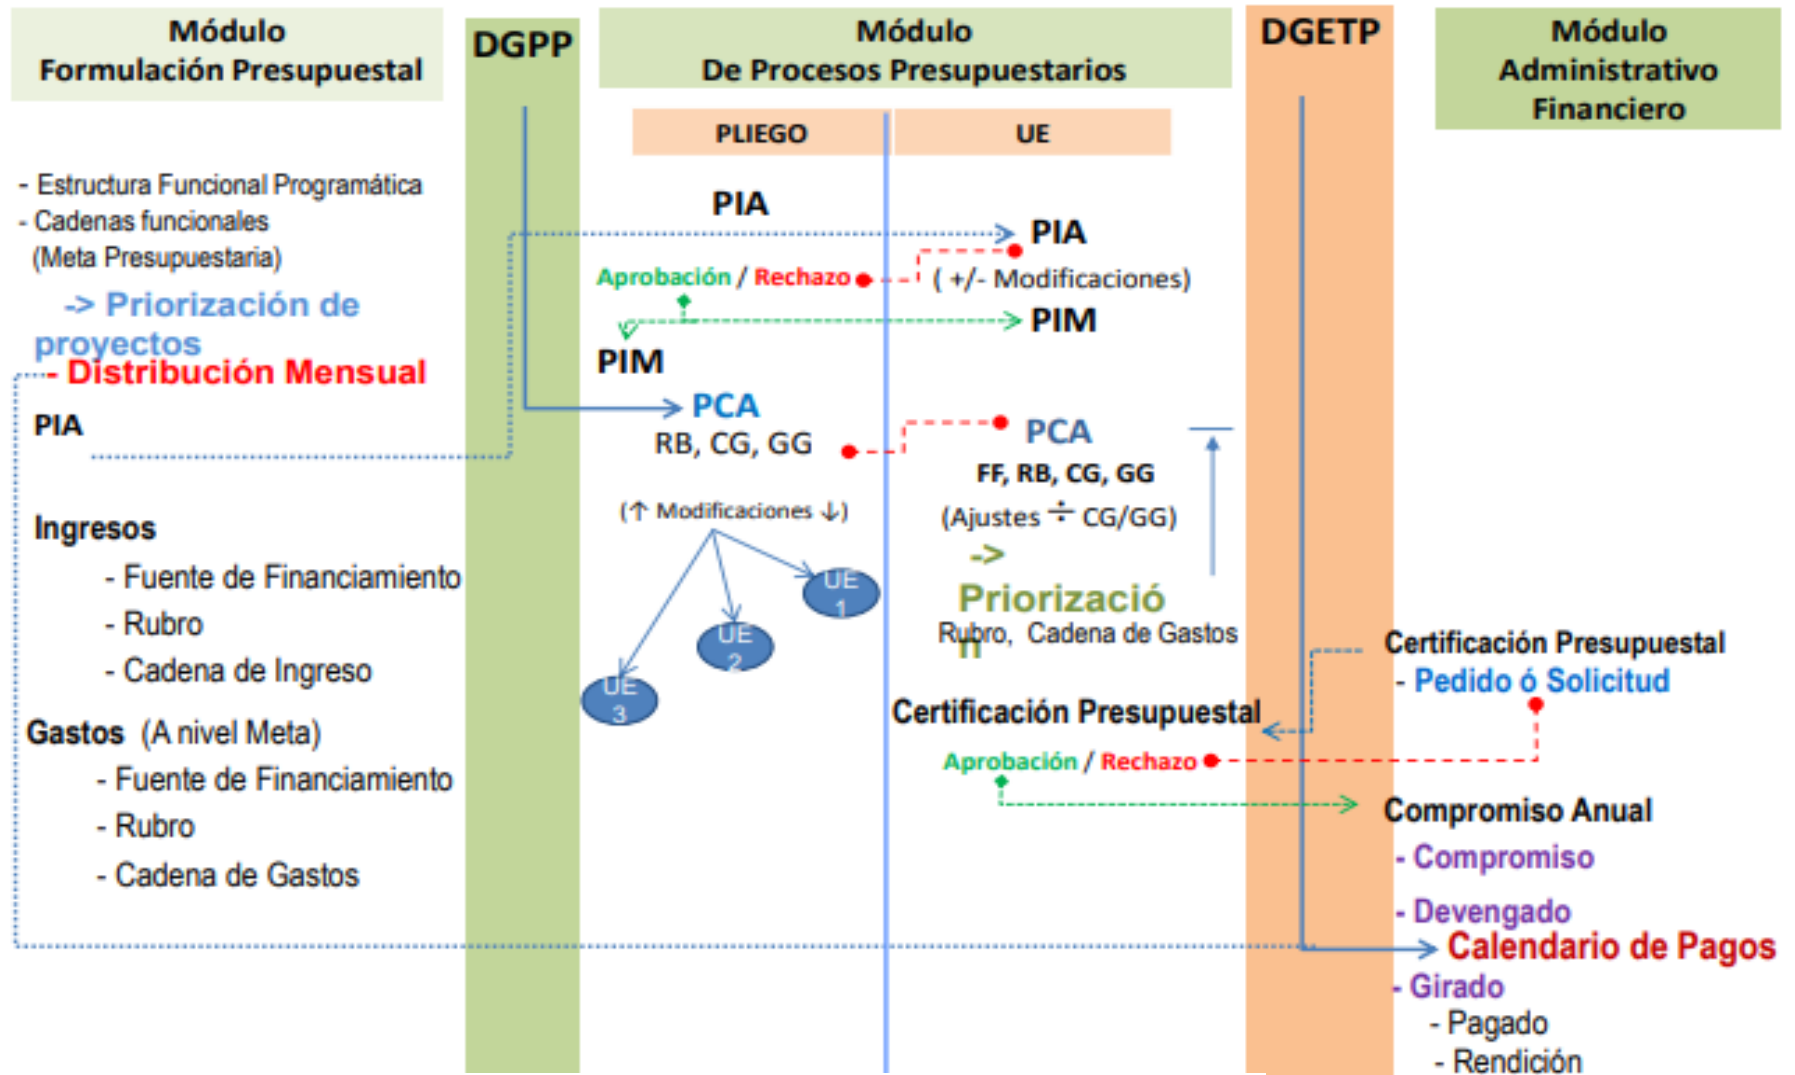 Módulo
Formulación Presupuestal
DGPP
Módulo
De Procesos Presupuestarios
DGETP
Módulo
Administrativo
Financiero
PLIEGO
UE
- Estructura Funcional Programática
- Cadenas funcionales
(Meta Presupuestaria)
-> Priorización de
proyectos
- Distribución Mensual
PIA
Ingresos
- Fuente de Financiamiento
- Rubro
- Cadena de Ingreso
Gastos (A nivel Meta)
- Fuente de Financiamiento
- Rubro
- Cadena de Gastos
PIA
Aprobación / Rechazo
PIM
PCA
RB, CG, GG
(↑ Modificaciones ↓)
UE
1
UE
2
UE
3
PIA
( +/- Modificaciones)
PIM
PCA
FF, RB, CG, GG
(Ajustes ÷ CG/GG)
->
Priorizació
n
Rubro, Cadena de Gastos
Certificación Presupuestal
Aprobación / Rechazo
Certificación Presupuestal
- Pedido ó Solicitud
Compromiso Anual
- Compromiso
- Devengado
Calendario de Pagos
- Girado
- Pagado
- Rendición